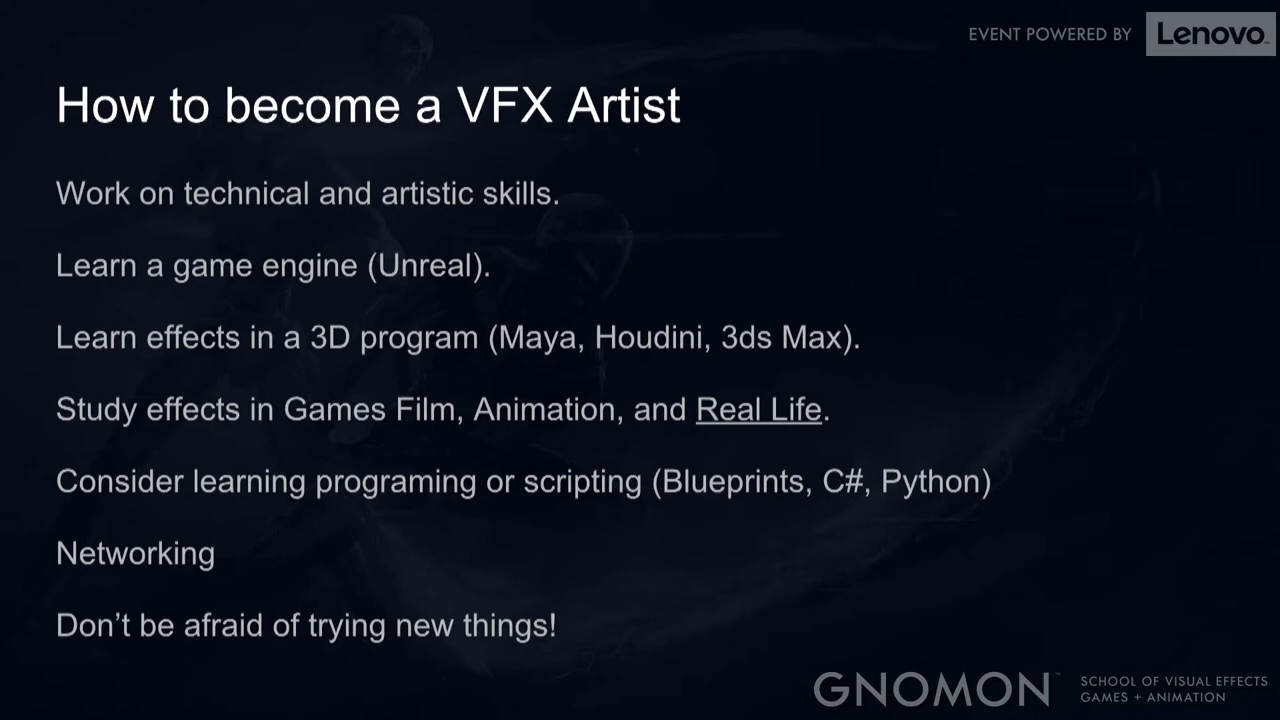 EVENT POWERED BY Lenovo
How to become a VFX Artist
Work on technical and artistic skills.
Learn a game engine (Unreal).
Learn effects in a 3D program (Maya, Houdini, 3ds Max).
Study effects in Games Film, Animation, and Real Life.
Consider learning programing or scripting (Blueprints, C#, Python)
Networking
Don’t be afraid of trying new things!
GNOMON™
SCHOOL OF VISUAL EFFECTS
GAMES + ANIMATION